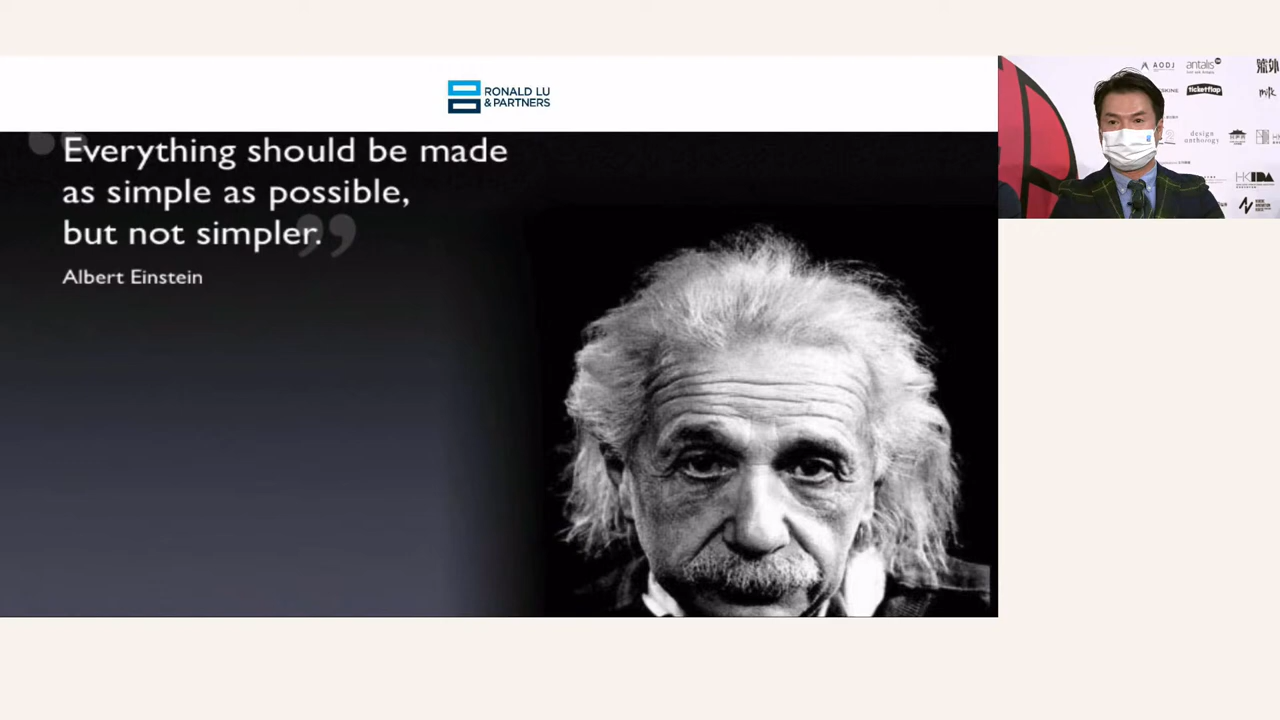 RONALD LU
& PARTNERS
“Everything should be made
as simple as possible,
but not simpler.”
Albert Einstein
AODJ
antalis
ticketflap
milk
design
anthology
HKIDA